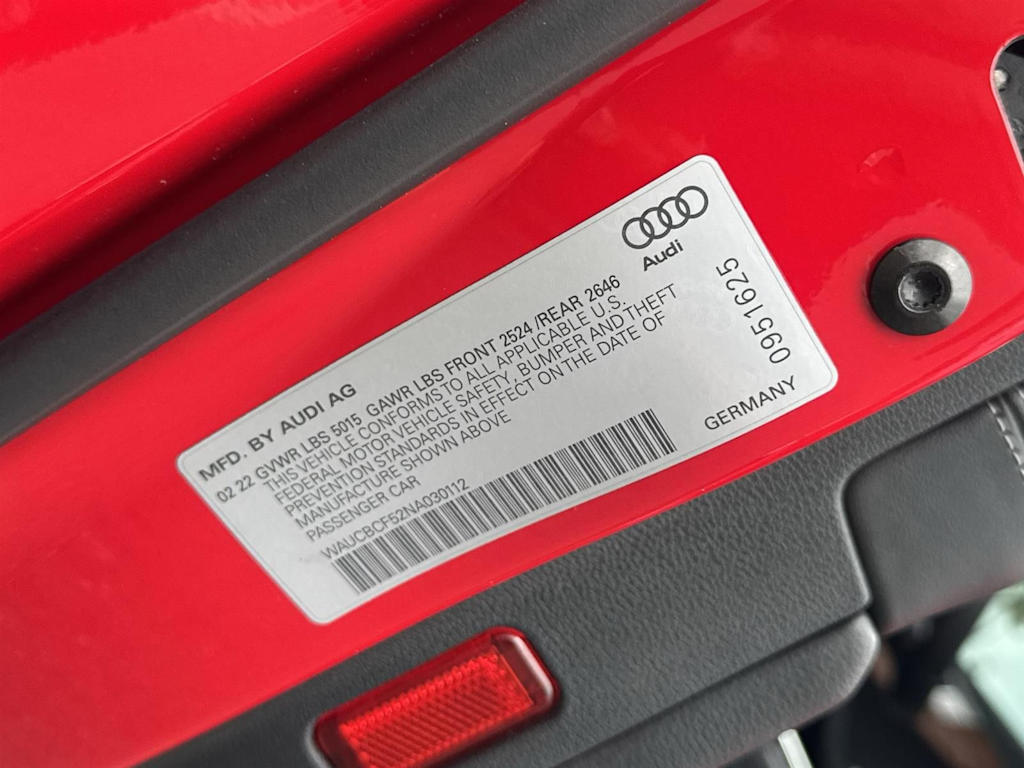 MFD. BY AUDI AG
02 22 GVWR LBS 5015 GAWR LBS FRONT 2524 /REAR 2646
THIS VEHICLE CONFORMS TO ALL APPLICABLE U.S.
FEDERAL MOTOR VEHICLE SAFETY, BUMPER AND THEFT
PREVENTION STANDARDS IN EFFECT ON THE DATE OF
MANUFACTURE SHOWN ABOVE
PASSENGER CAR
WAUCBCF52NA030112
Audi
0951625
GERMANY